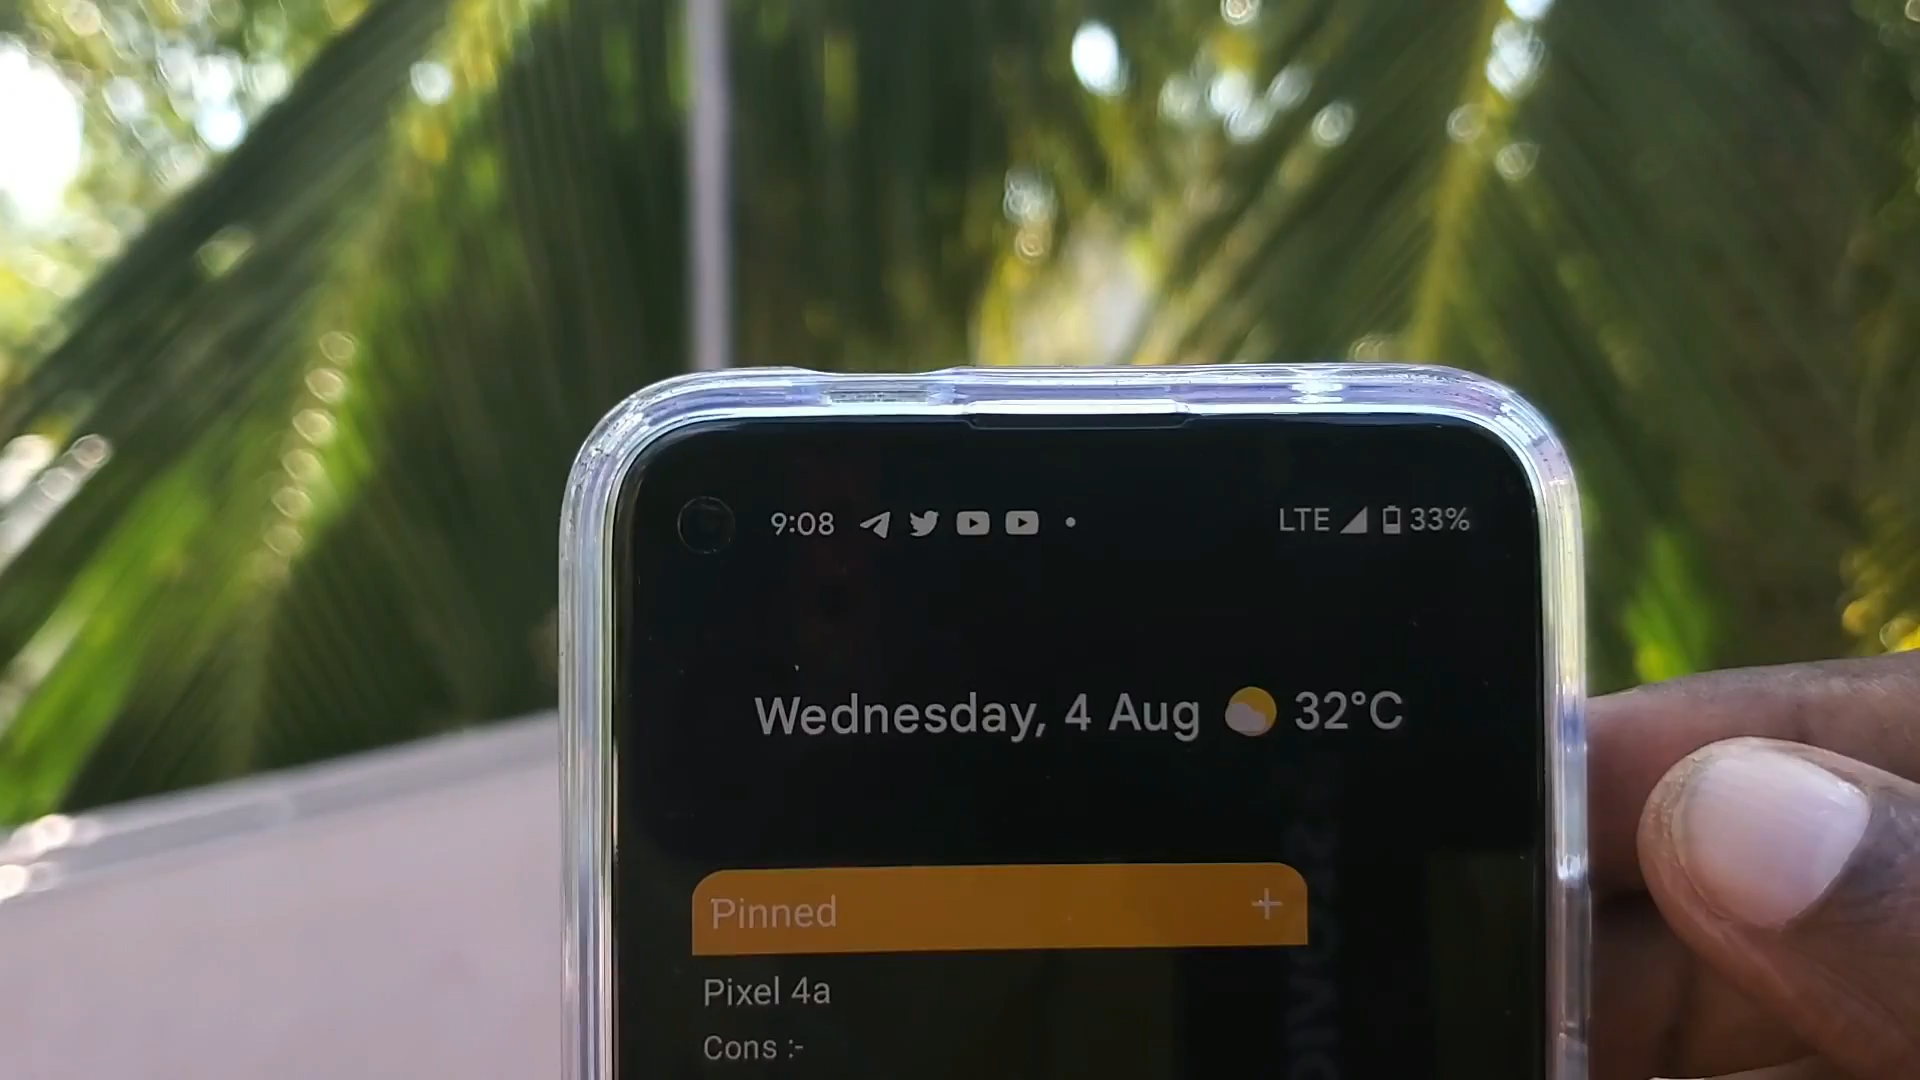 9:08 LTE 33%
Wednesday, 4 Aug 32°C
Pinned +
Pixel 4a
Cons :-